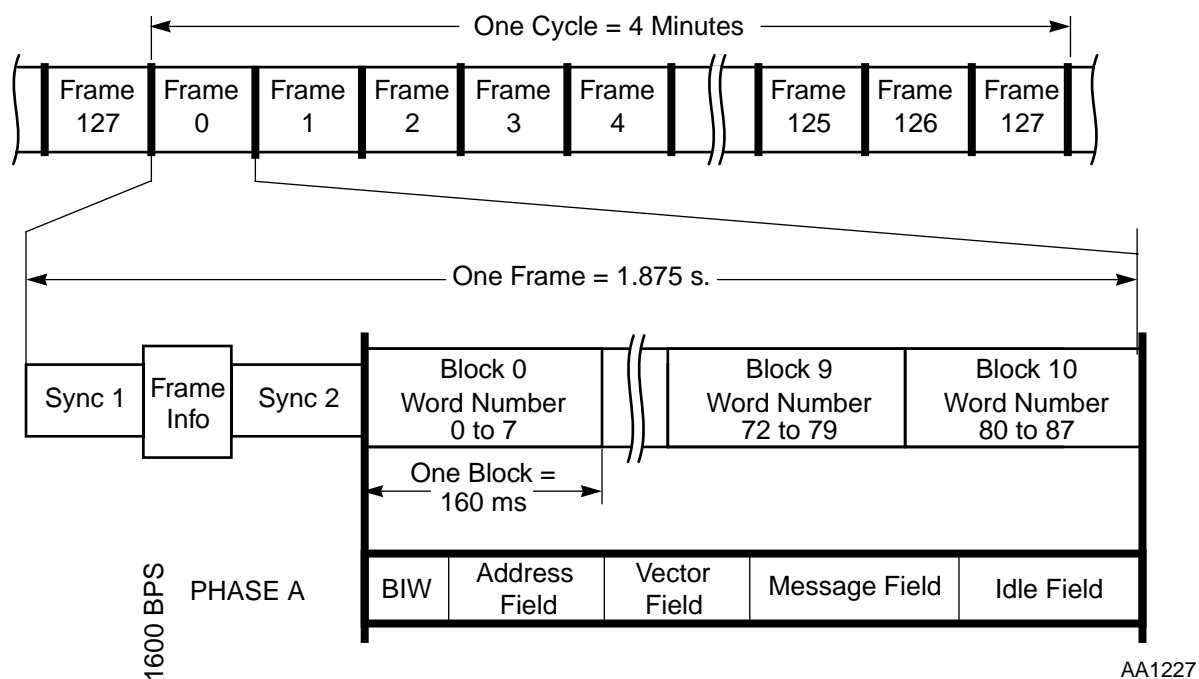 One Cycle = 4 Minutes
Frame 127
Frame 0
Frame 1
Frame 2
Frame 3
Frame 4
Frame 125
Frame 126
Frame 127
One Frame = 1.875 s.
Sync 1
Frame Info
Sync 2
Block 0
Word Number
0 to 7
Block 9
Word Number
72 to 79
Block 10
Word Number
80 to 87
One Block =
160 ms
1600 BPS
PHASE A
BIW
Address
Field
Vector
Field
Message Field
Idle Field
AA1227